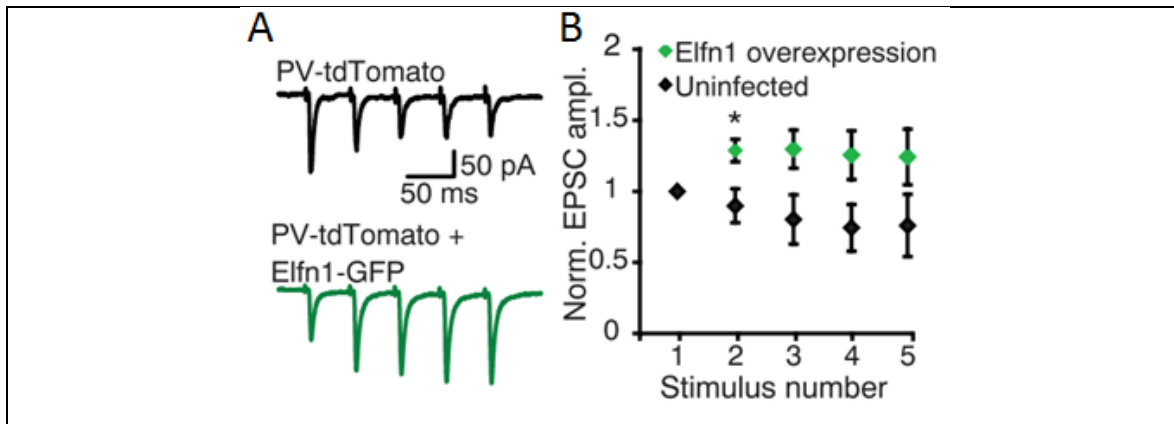 A
PV-tdTomato
50 pA
50 ms
PV-tdTomato +
Elfn1-GFP
B
Elfn1 overexpression
Uninfected
*
Norm. EPSC ampl.
2
1.5
1
0.5
0
1 2 3 4 5
Stimulus number